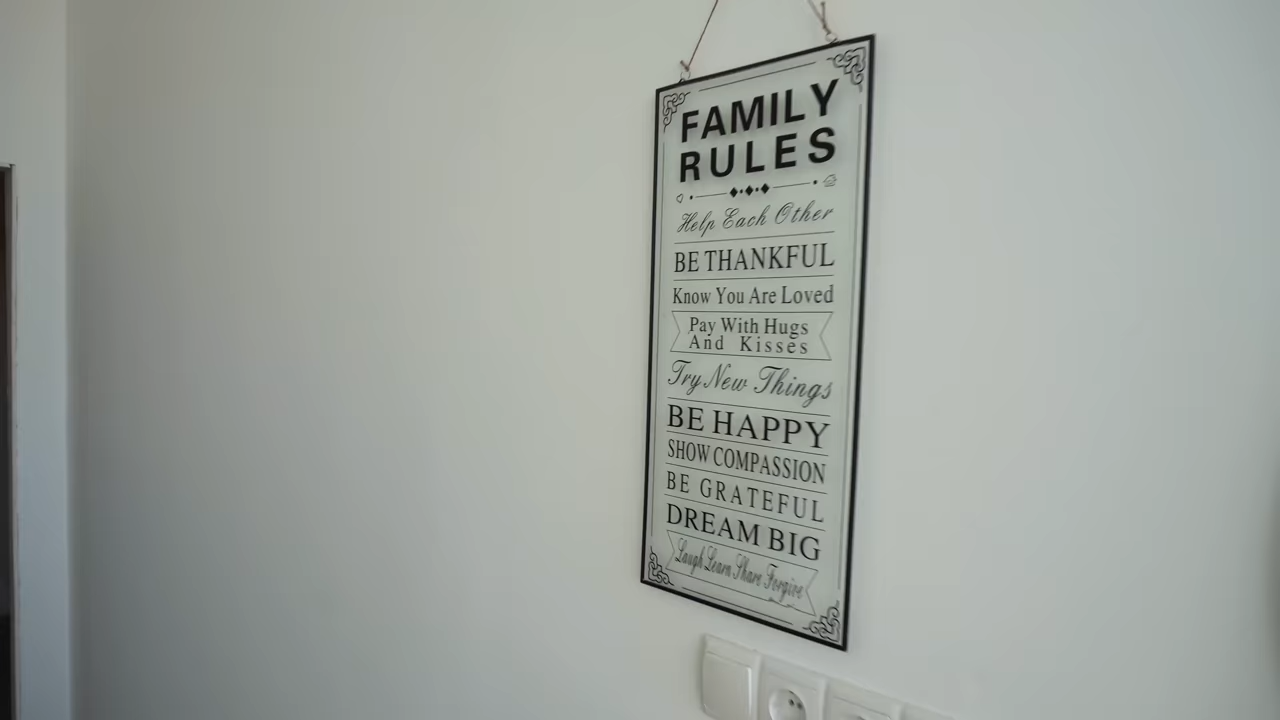 FAMILY
RULES
Help Each Other
BE THANKFUL
Know You Are Loved
Pay With Hugs
And Kisses
Try New Things
BE HAPPY
SHOW COMPASSION
BE GRATEFUL
DREAM BIG
Laugh Learn Share Forgive